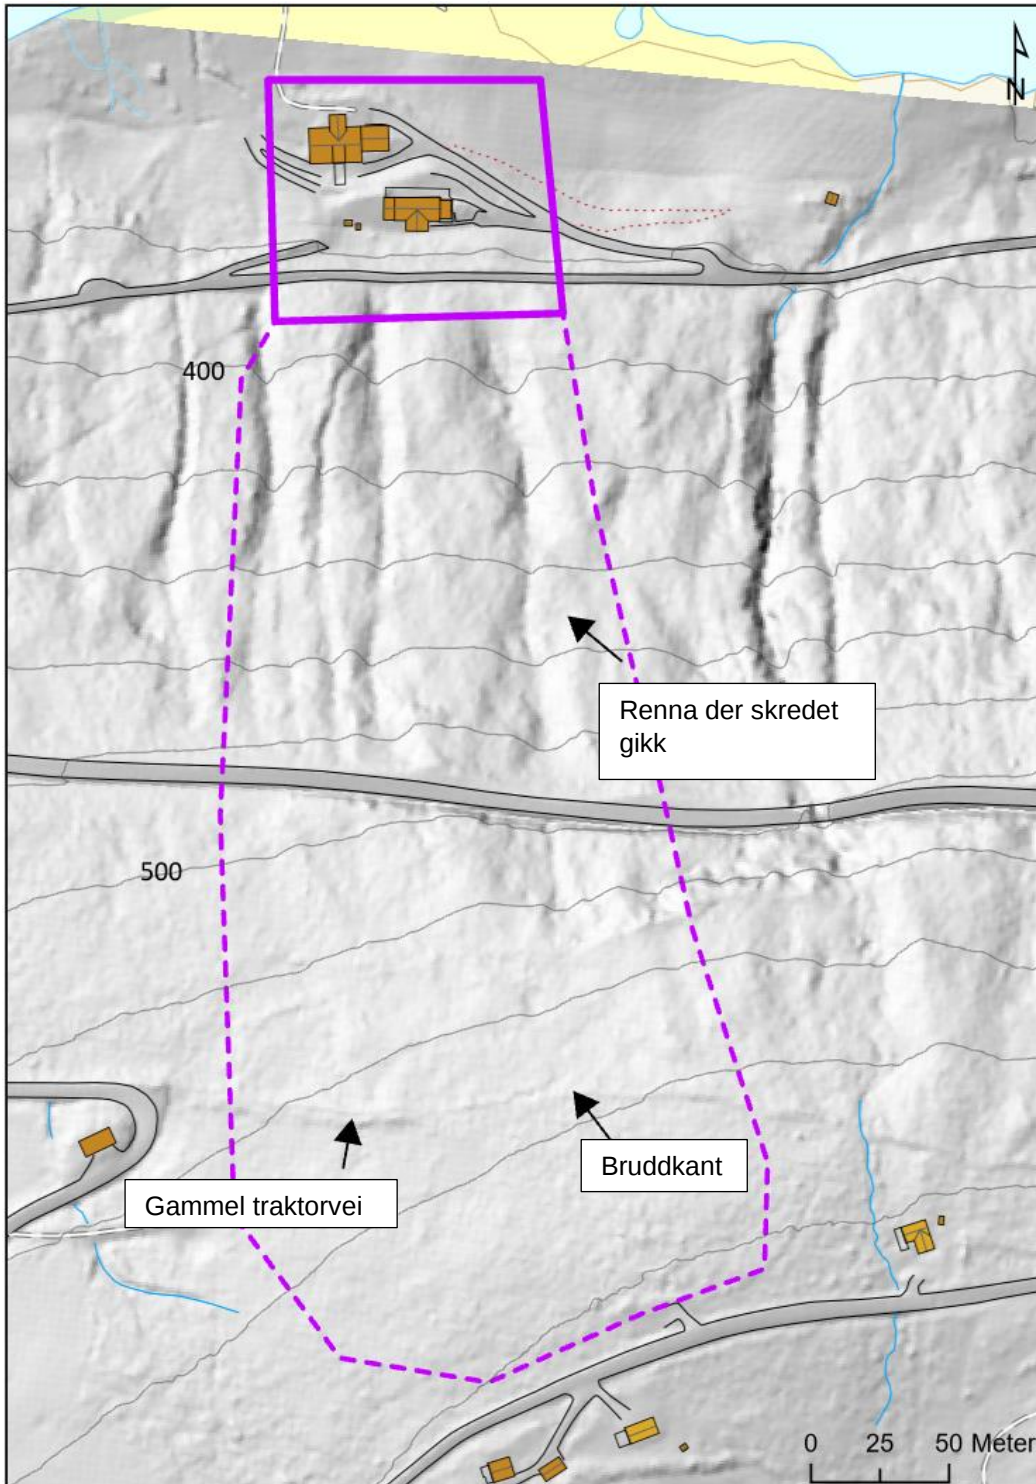 N
400
Renna der skredet
gikk
500
Bruddkant
Gammel traktorvei
0 25 50 Meter